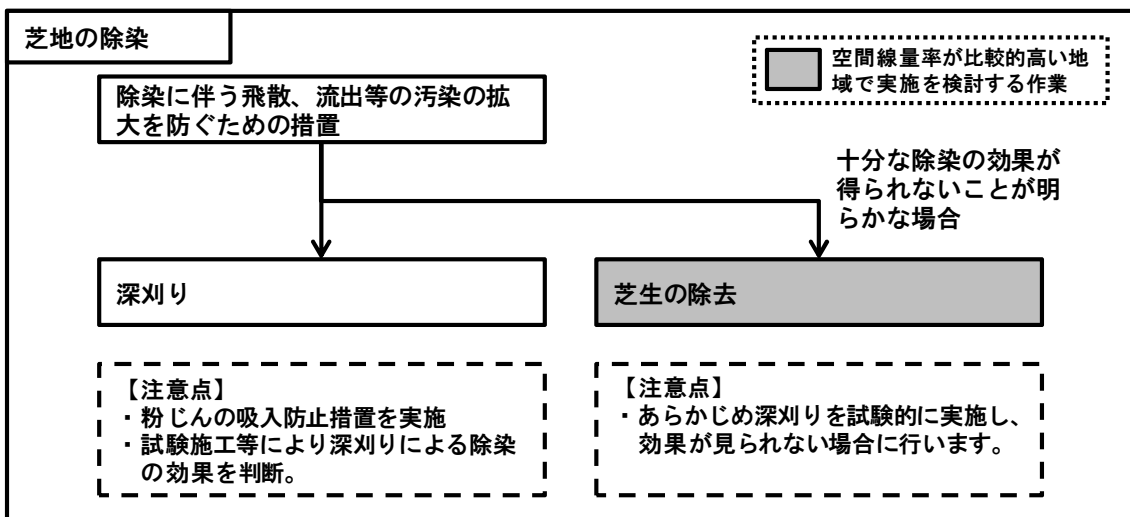 芝地の除染
空間線量率が比較的高い地
域で実施を検討する作業
除染に伴う飛散、流出等の汚染の拡
大を防ぐための措置
十分な除染の効果が
得られないことが明
らかな場合
深刈り
芝生の除去
【注意点】
・粉じんの吸入防止措置を実施
・試験施工等により深刈りによる除染
の効果を判断。
【注意点】
・あらかじめ深刈りを試験的に実施し、
効果が見られない場合に行います。